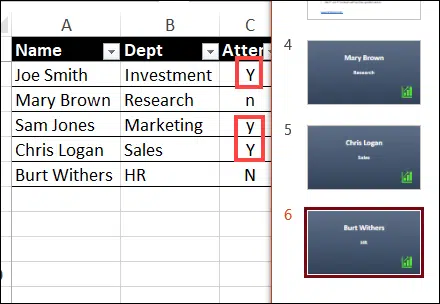 A B C
Name Dept Atten
Joe Smith Investment Y
Mary Brown Research n
Sam Jones Marketing y
Chris Logan Sales Y
Burt Withers HR N
4
Mary Brown
Research
5
Chris Logan
Sales
6
Burt Withers
HR